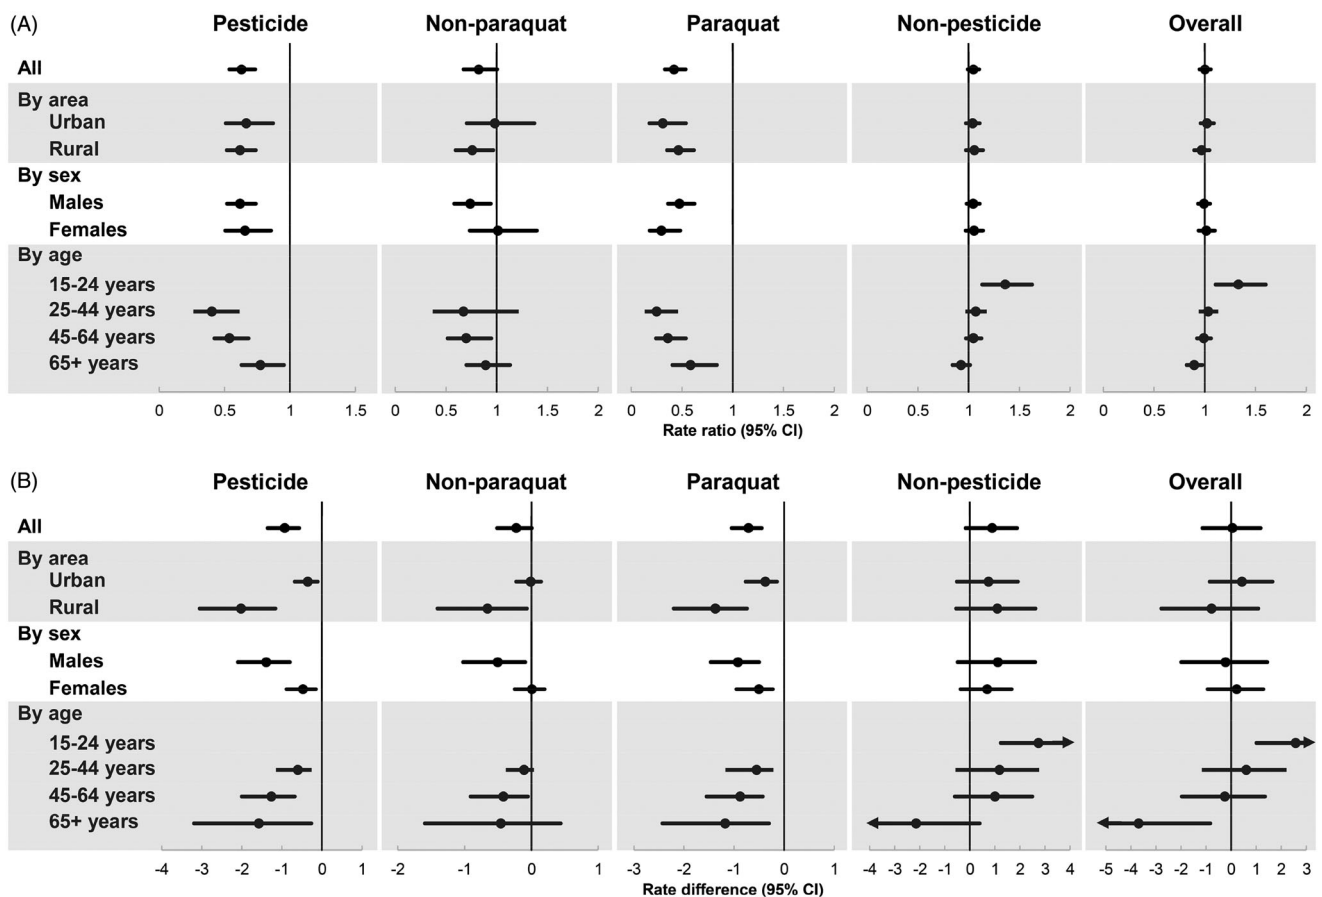 (A) Pesticide Non-paraquat Paraquat Non-pesticide Overall
All
By area
Urban
Rural
By sex
Males
Females
By age
15-24 years
25-44 years
45-64 years
65+ years
0 0.5 1 1.5 0 0.5 1 1.5 2 0 0.5 1 1.5 2 0 0.5 1 1.5 2 0 0.5 1 1.5 2
Rate ratio (95% CI)
(B) Pesticide Non-paraquat Paraquat Non-pesticide Overall
All
By area
Urban
Rural
By sex
Males
Females
By age
15-24 years
25-44 years
45-64 years
65+ years
-4 -3 -2 -1 0 1 -2 -1 0 1 -2 -1 0 1 -4 -3 -2 -1 0 1 2 3 4 -5 -4 -3 -2 -1 0 1 2 3
Rate difference (95% CI)